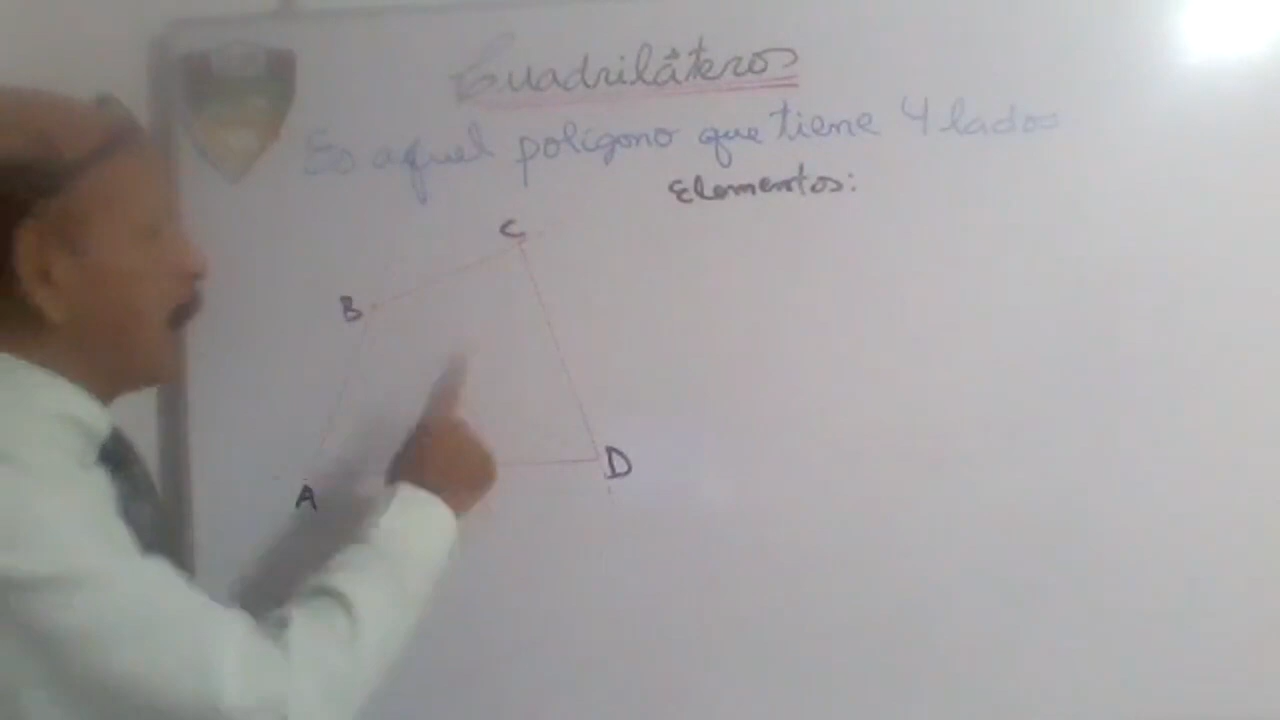 Cuadriláteros
Es aquel polígono que tiene 4 lados
Elementos:
C
B
D
A